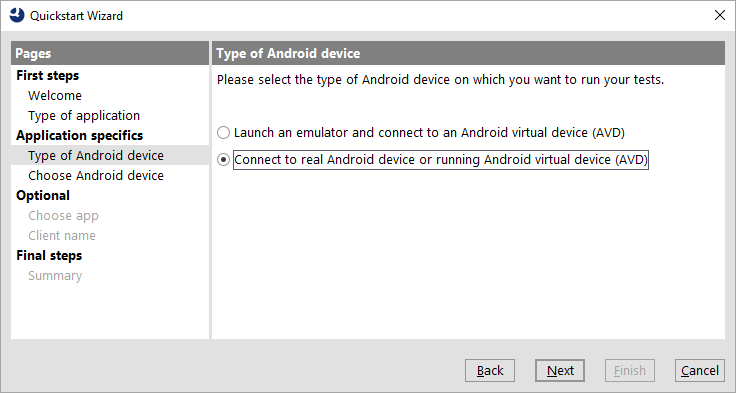 Quickstart Wizard
Pages
First steps
Welcome
Type of application
Application specifics
Type of Android device
Choose Android device
Optional
Choose app
Client name
Final steps
Summary
Type of Android device
Please select the type of Android device on which you want to run your tests.
Launch an emulator and connect to an Android virtual device (AVD)
Connect to real Android device or running Android virtual device (AVD)
Back Next Finish Cancel